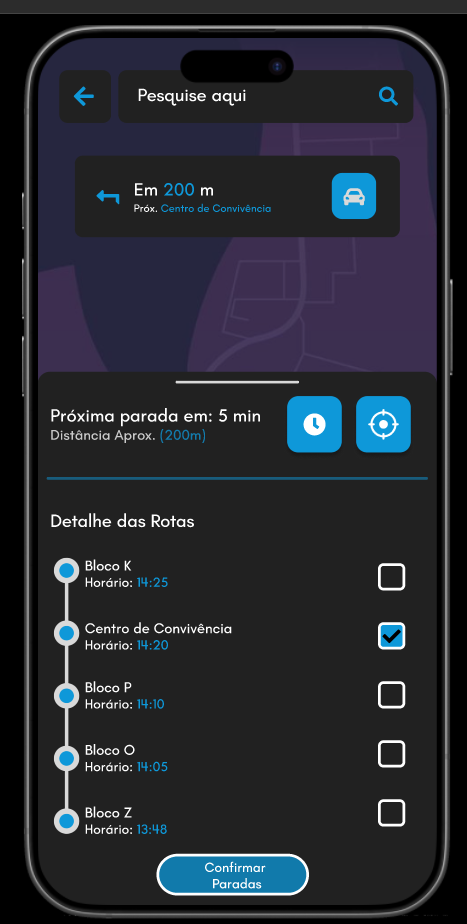 Pesquise aqui
Em 200 m
Próx. Centro de Convivência
Próxima parada em: 5 min
Distância Aprox. (200m)
Detalhe das Rotas
Bloco K
Horário: 14:25
Centro de Convivência
Horário: 14:20
Bloco P
Horário: 14:10
Bloco O
Horário: 14:05
Bloco Z
Horário: 13:48
Confirmar
Paradas